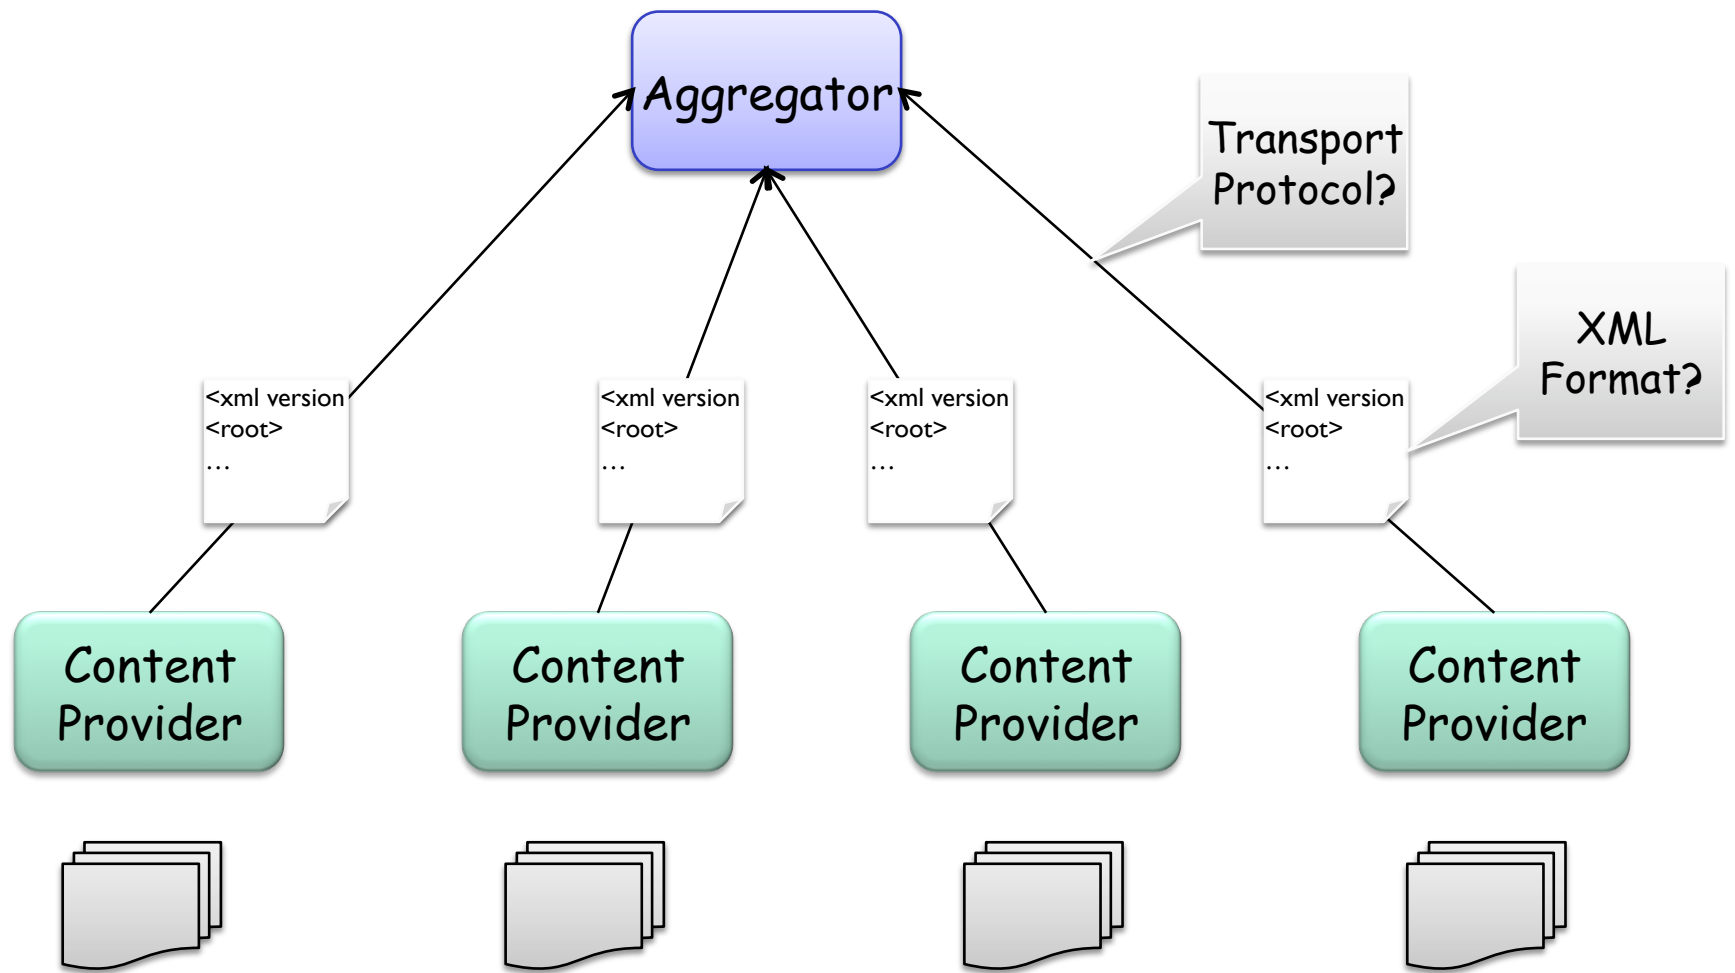 Aggregator
Transport
Protocol?
XML
Format?
<xml version
<root>
...
<xml version
<root>
...
<xml version
<root>
...
<xml version
<root>
...
Content
Provider
Content
Provider
Content
Provider
Content
Provider